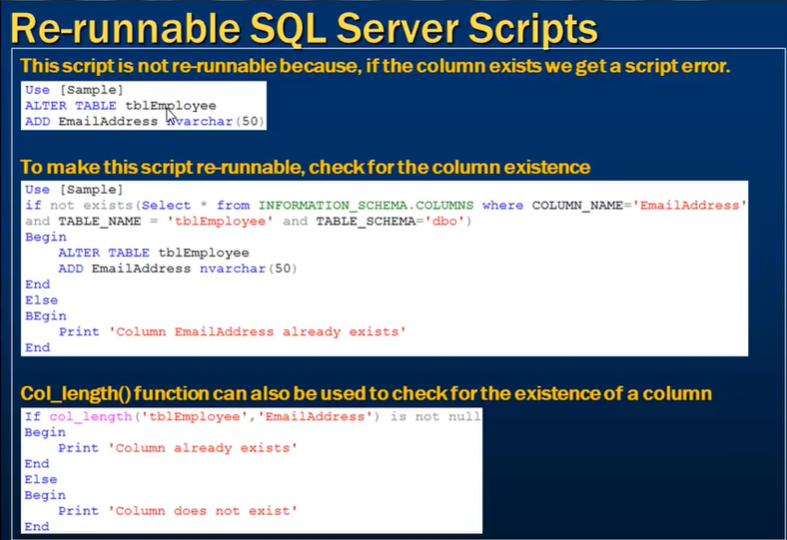 Re-runnable SQL Server Scripts
This script is not re-runnable because, if the column exists we get a script error.
Use [Sample]
ALTER TABLE tblEmployee
ADD EmailAddress nvarchar(50)
To make this script re-runnable, check for the column existence
Use [Sample]
if not exists(Select * from INFORMATION_SCHEMA.COLUMNS where COLUMN_NAME='EmailAddress'
and TABLE_NAME = 'tblEmployee' and TABLE_SCHEMA='dbo')
Begin
ALTER TABLE tblEmployee
ADD EmailAddress nvarchar(50)
End
Else
BEgin
Print 'Column EmailAddress already exists'
End
Col_length() function can also be used to check for the existence of a column
If col_length('tblEmployee','EmailAddress') is not null
Begin
Print 'Column already exists'
End
Else
Begin
Print 'Column does not exist'
End